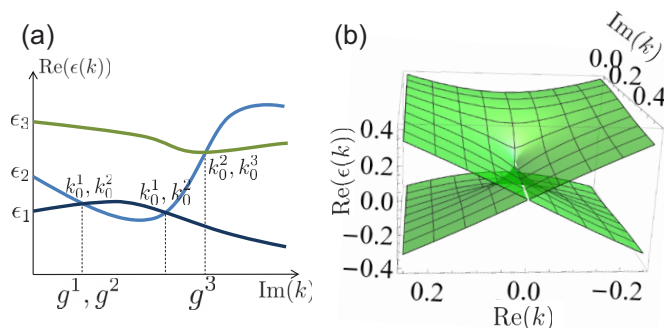 (a)
Re(ϵ(k))
ϵ₃
ϵ₂
ϵ₁
k₀¹, k₀²
k₀¹, k₀²
k₀², k₀³
g¹, g²
g³
Im(k)
(b)
Im(k)
0.0
0.2
0.4
Re(ϵ(k))
0.4
0.2
0.0
−0.2
−0.4
0.2
0.0
−0.2
Re(k)